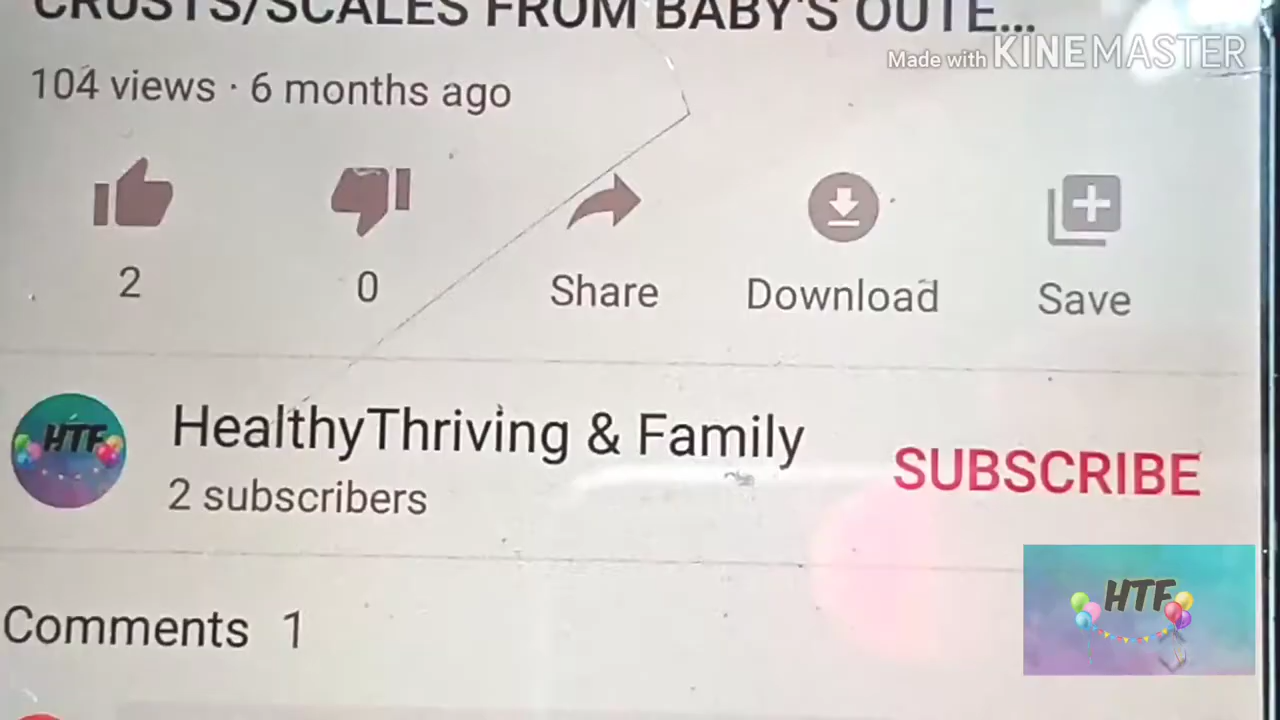 CRUSTS/SCALES FROM BABY'S OUTE...
Made with KINEMASTER
104 views · 6 months ago
2
0
Share
Download
Save
HTF
HealthyThriving & Family
2 subscribers
SUBSCRIBE
HTF
Comments 1